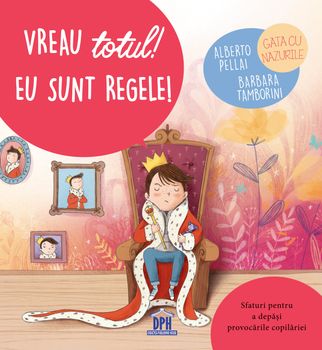 VREAU totul!
EU SUNT REGELE!
ALBERTO
PELLAI
GATA CU
NAZURILE
BARBARA
TAMBORINI
DPH
Sfaturi pentru
a depăși
provocările copilăriei